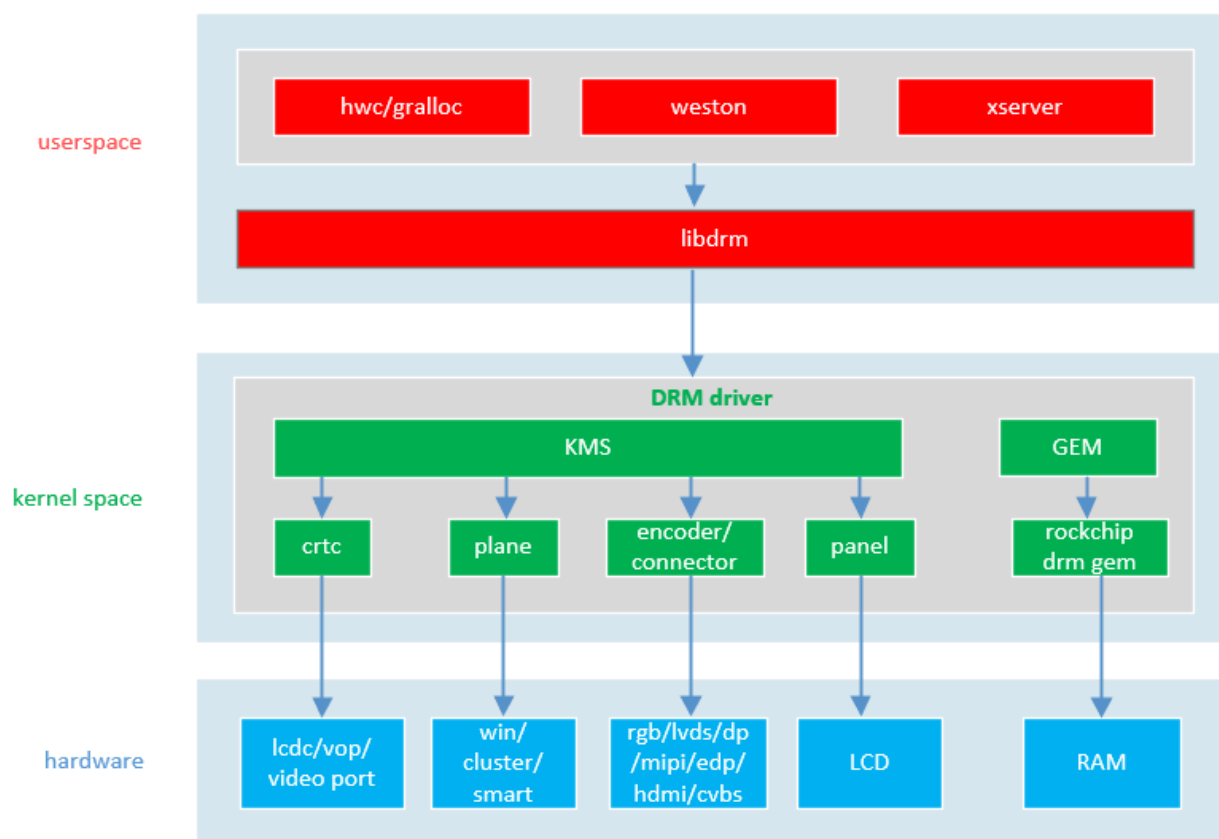 hwc/gralloc
weston
xserver
userspace
libdrm
DRM driver
KMS
GEM
kernel space
crtc
plane
encoder/
connector
panel
rockchip
drm gem
hardware
lcdc/vop/
video port
win/
cluster/
smart
rgb/lvds/dp
/mipi/edp/
hdmi/cvbs
LCD
RAM